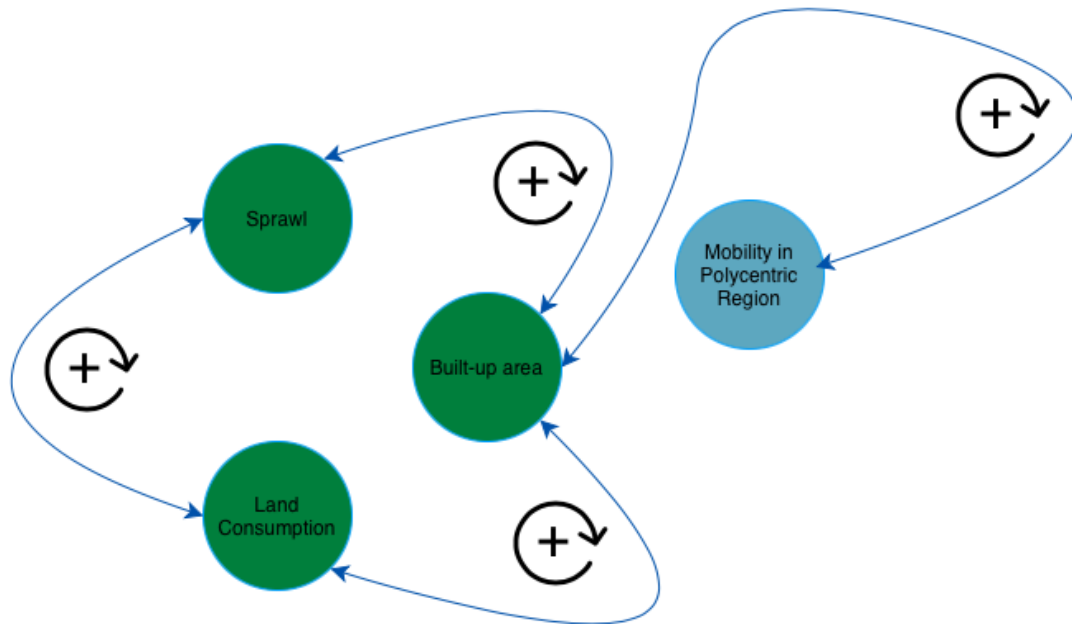 +
+
Sprawl
Mobility in
Polycentric
Region
+
Built-up area
Land
Consumption
+